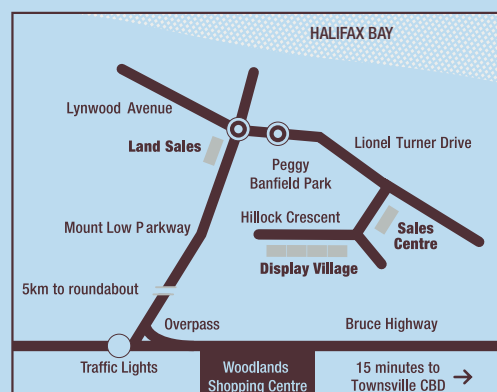 HALIFAX BAY
Lynwood Avenue
Land Sales
Lionel Turner Drive
Peggy
Banfield Park
Hillock Crescent
Mount Low Parkway
Sales
Centre
Display Village
5km to roundabout
Overpass
Bruce Highway
Traffic Lights
Woodlands
Shopping Centre
15 minutes to
Townsville CBD